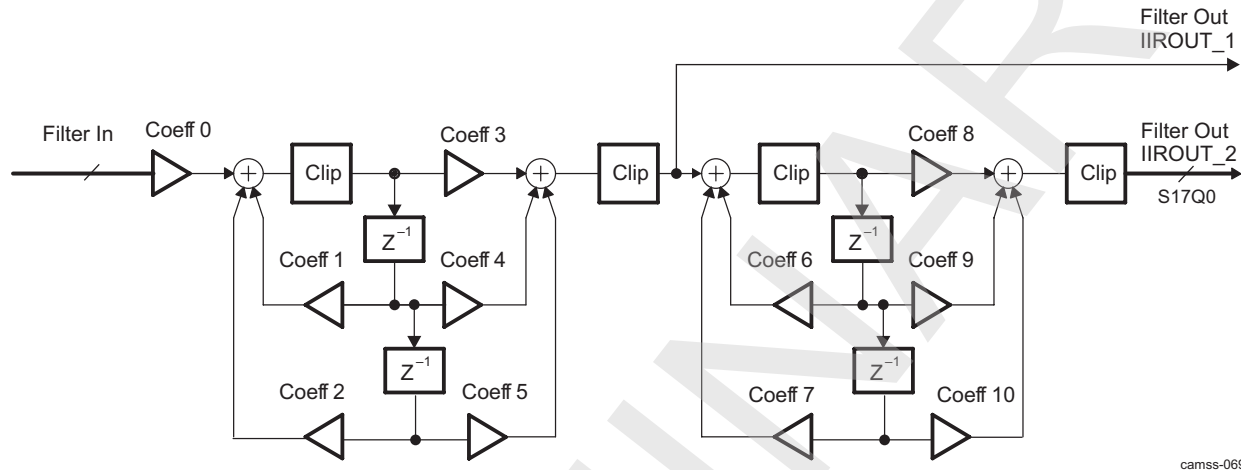 Filter Out
IIROUT_1
Filter In
Coeff 0
Coeff 3
Coeff 8
Filter Out
IIROUT_2
+
Clip
+
Clip
+
Clip
+
Clip
S17Q0
Z⁻¹
Z⁻¹
Coeff 1
Coeff 4
Coeff 6
Coeff 9
Z⁻¹
Z⁻¹
Coeff 2
Coeff 5
Coeff 7
Coeff 10
camss-069